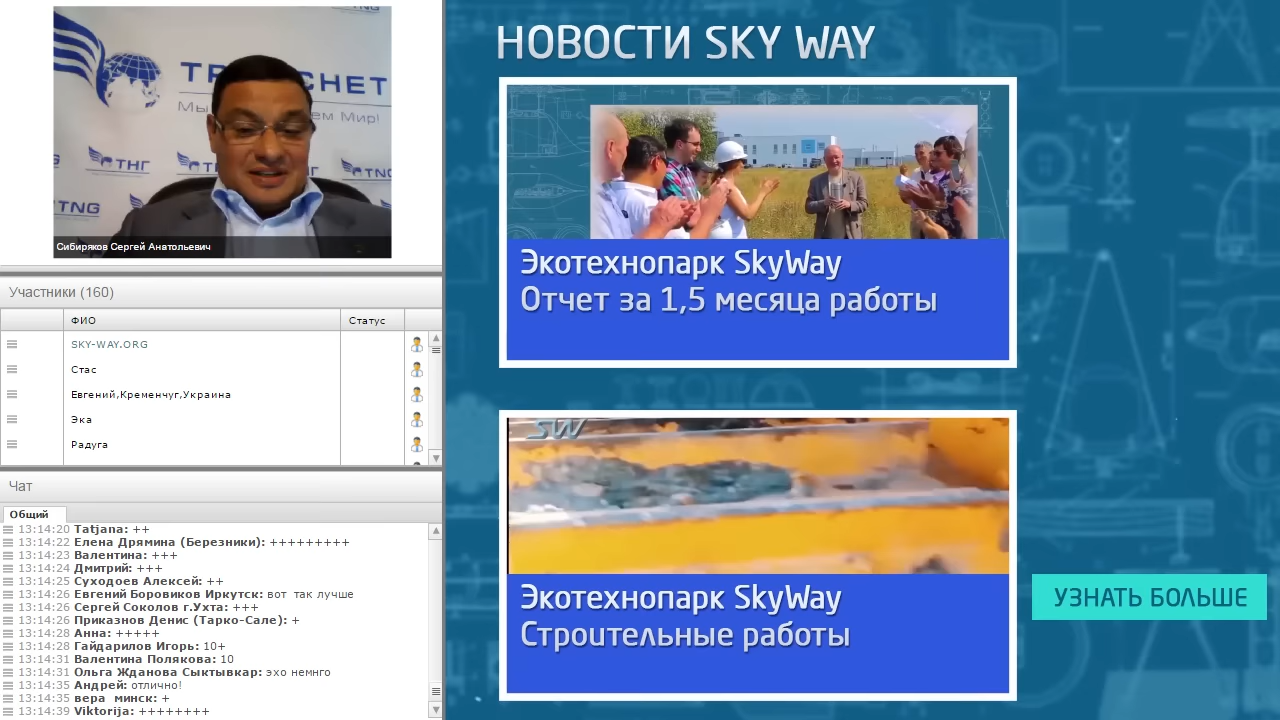 ТНГ
TNG
TNG
Сибиряков Сергей Анатольевич
Участники (160)
ФИО
Статус
SKY-WAY.ORG
Стас
Евгений,Кременчуг,Украина
Эка
Радуга
Чат
Общий
13:14:20 Tatjana: ++
13:14:22 Елена Дрямина (Березники): +++++++++
13:14:23 Валентина: +++
13:14:24 Дмитрий: +++
13:14:25 Суходоев Алексей: ++
13:14:26 Евгений Боровиков Иркутск: вот так лучше
13:14:26 Сергей Соколов г.Ухта: +++
13:14:26 Приказнов Денис (Тарко-Сале): +
13:14:28 Анна: +++++
13:14:28 Гайдарилов Игорь: 10+
13:14:31 Валентина Полякова: 10
13:14:31 Ольга Жданова Сыктывкар: эхо немнго
13:14:35 Андрей: отлично!
13:14:35 вера минск: +
13:14:39 Viktorija: ++++++++
НОВОСТИ SKY WAY
Экотехнопарк SkyWay
Отчет за 1,5 месяца работы
SW
Экотехнопарк SkyWay
Строительные работы
УЗНАТЬ БОЛЬШЕ